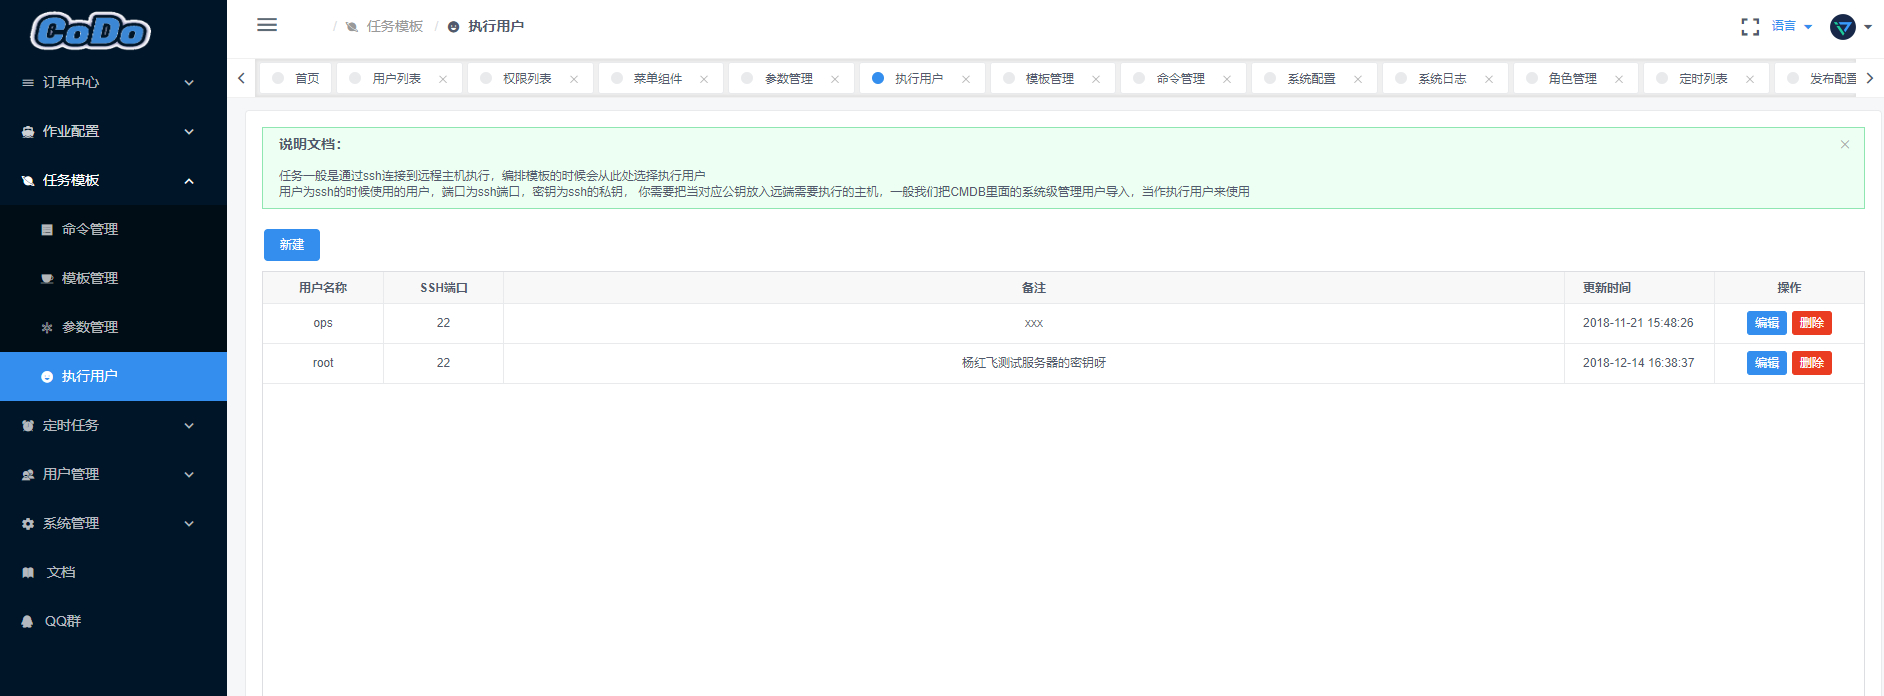 CoDo
订单中心
作业配置
任务模板
命令管理
模板管理
参数管理
执行用户
定时任务
用户管理
系统管理
文档
QQ群
/ 任务模板 / 执行用户
语言
首页 用户列表 权限列表 菜单组件 参数管理 执行用户 模板管理 命令管理 系统配置 系统日志 角色管理 定时列表 发布配置
说明文档：
任务一般是通过ssh连接到远程主机执行，编排模板的时候会从此处选择执行用户
用户为ssh的时候使用的用户，端口为ssh端口，密钥为ssh的私钥， 你需要把当对应公钥放入远端需要执行的主机，一般我们把CMDB里面的系统级管理用户导入，当作执行用户来使用
新建
用户名称 SSH端口 备注 更新时间 操作
ops 22 xxx 2018-11-21 15:48:26 编辑 删除
root 22 杨红飞测试服务器的密钥呀 2018-12-14 16:38:37 编辑 删除